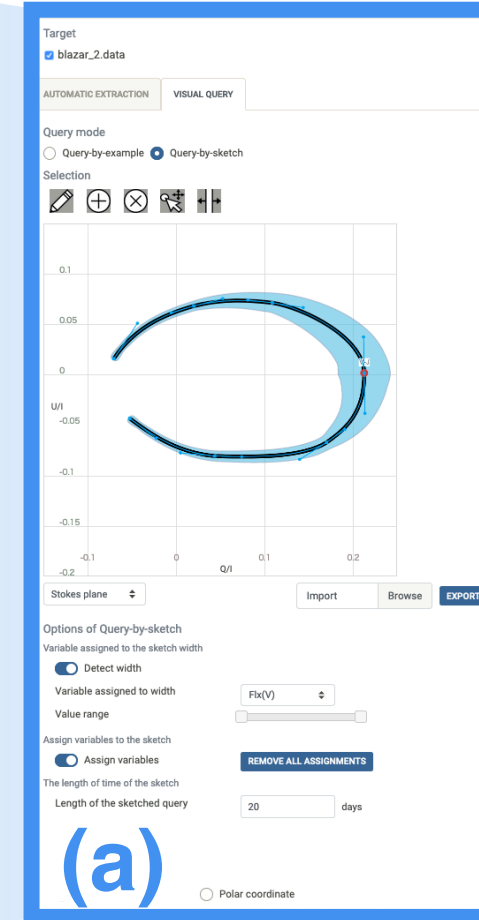 Target
blazar_2.data
AUTOMATIC EXTRACTION VISUAL QUERY
Query mode
Query-by-example Query-by-sketch
Selection
0.1
0.05
0
U/I
-0.05
-0.1
-0.15
-0.1 0 0.1 0.2
-0.2 Q/I
Stokes plane Import Browse EXPORT
Options of Query-by-sketch
Variable assigned to the sketch width
Detect width
Variable assigned to width Flx(V)
Value range
Assign variables to the sketch
Assign variables REMOVE ALL ASSIGNMENTS
The length of time of the sketch
Length of the sketched query 20 days
(a)
Polar coordinate